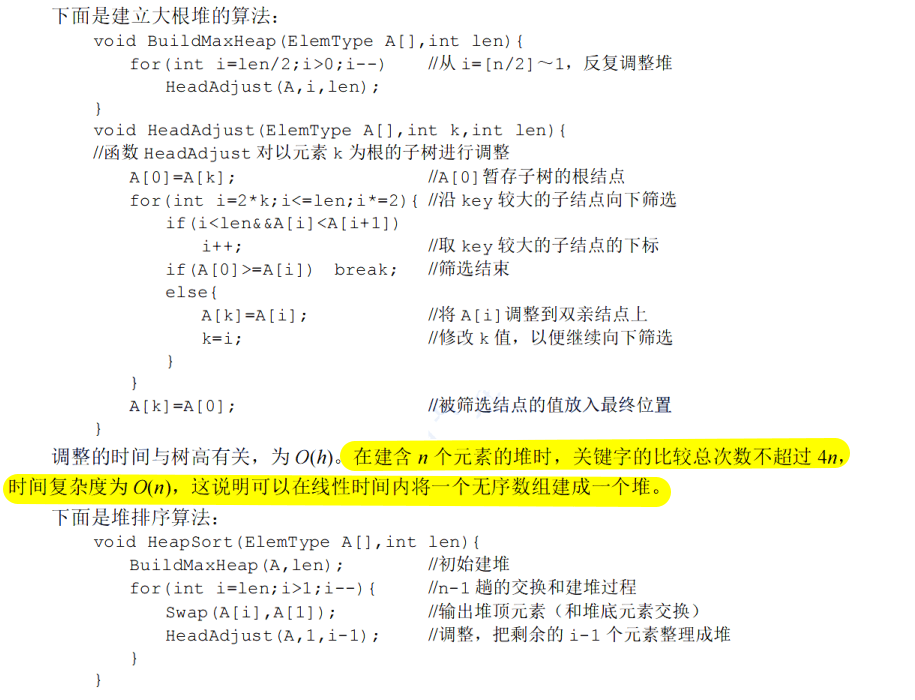 下面是建立大根堆的算法：
void BuildMaxHeap(ElemType A[],int len){
for(int i=len/2;i>0;i--) //从 i=[n/2]～1，反复调整堆
HeadAdjust(A,i,len);
}
void HeadAdjust(ElemType A[],int k,int len){
//函数 HeadAdjust 对以元素 k 为根的子树进行调整
A[0]=A[k]; //A[0]暂存子树的根结点
for(int i=2*k;i<=len;i*=2){ //沿 key 较大的子结点向下筛选
if(i<len&&A[i]<A[i+1])
i++; //取 key 较大的子结点的下标
if(A[0]>=A[i]) break; //筛选结束
else{
A[k]=A[i]; //将 A[i]调整到双亲结点上
k=i; //修改 k 值，以便继续向下筛选
}
}
A[k]=A[0]; //被筛选结点的值放入最终位置
}
调整的时间与树高有关，为 O(h)。在建含 n 个元素的堆时，关键字的比较总次数不超过 4n，
时间复杂度为 O(n)，这说明可以在线性时间内将一个无序数组建成一个堆。
下面是堆排序算法：
void HeapSort(ElemType A[],int len){
BuildMaxHeap(A,len); //初始建堆
for(int i=len;i>1;i--){ //n-1 趟的交换和建堆过程
Swap(A[i],A[1]); //输出堆顶元素（和堆底元素交换）
HeadAdjust(A,1,i-1); //调整，把剩余的 i-1 个元素整理成堆
}
}